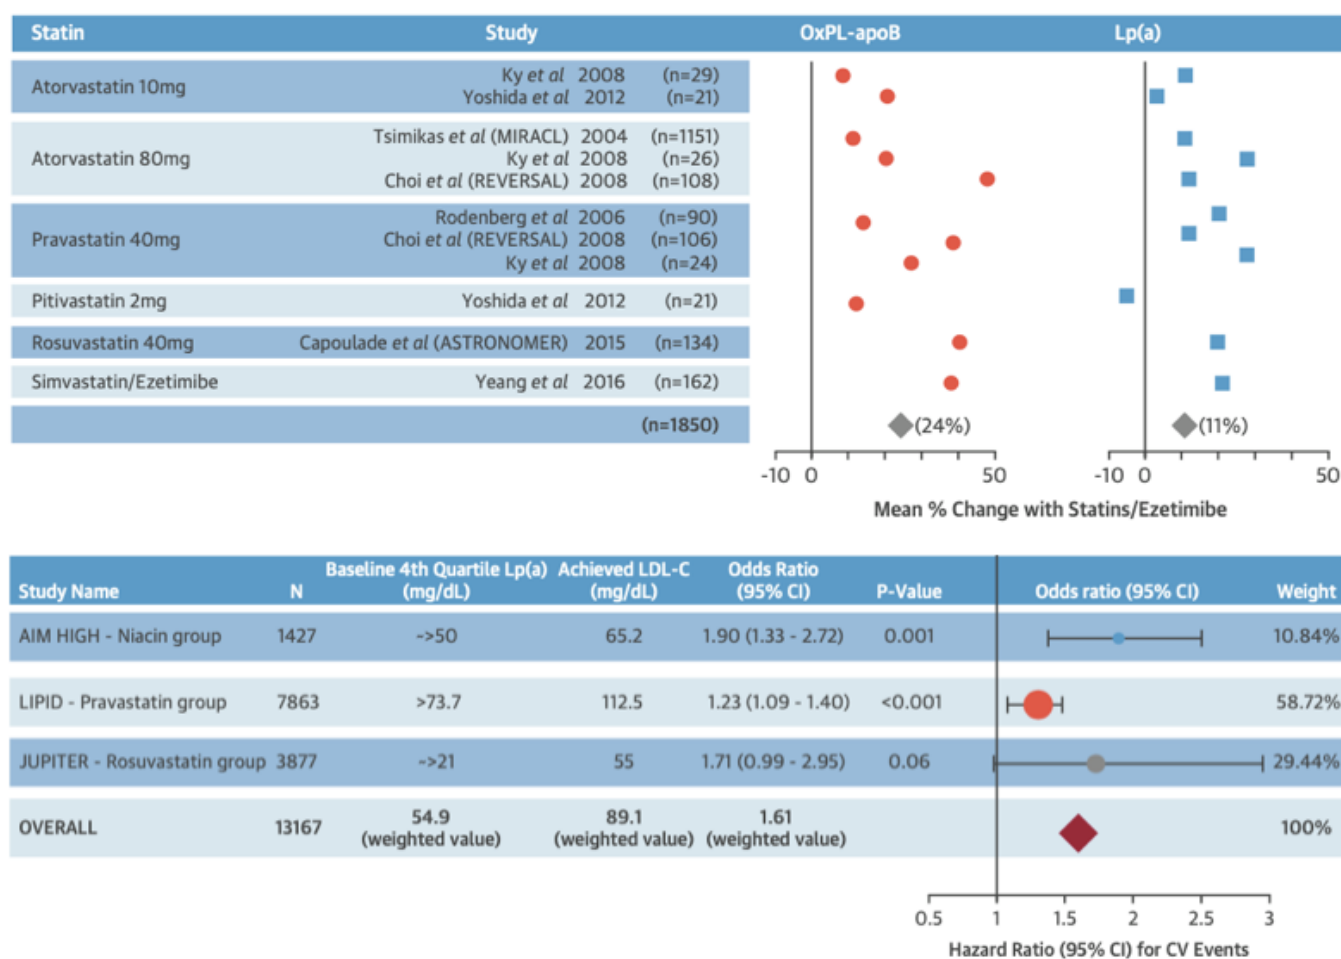 Statin Study OxPL-apoB Lp(a)
Atorvastatin 10mg
Ky et al 2008 (n=29)
Yoshida et al 2012 (n=21)
Atorvastatin 80mg
Tsimikas et al (MIRACL) 2004 (n=1151)
Ky et al 2008 (n=26)
Choi et al (REVERSAL) 2008 (n=108)
Pravastatin 40mg
Rodenberg et al 2006 (n=90)
Choi et al (REVERSAL) 2008 (n=106)
Ky et al 2008 (n=24)
Pitivastatin 2mg Yoshida et al 2012 (n=21)
Rosuvastatin 40mg Capoulade et al (ASTRONOMER) 2015 (n=134)
Simvastatin/Ezetimibe Yeang et al 2016 (n=162)
(n=1850) (24%) (11%)
-10 0 50 -10 0 50
Mean % Change with Statins/Ezetimibe
Study Name N Baseline 4th Quartile Lp(a) (mg/dL) Achieved LDL-C (mg/dL) Odds Ratio (95% CI) P-Value Odds ratio (95% CI) Weight
AIM HIGH - Niacin group 1427 ~>50 65.2 1.90 (1.33 - 2.72) 0.001 10.84%
LIPID - Pravastatin group 7863 >73.7 112.5 1.23 (1.09 - 1.40) <0.001 58.72%
JUPITER - Rosuvastatin group 3877 ~>21 55 1.71 (0.99 - 2.95) 0.06 29.44%
OVERALL 13167 54.9 (weighted value) 89.1 (weighted value) 1.61 (weighted value) 100%
0.5 1 1.5 2 2.5 3
Hazard Ratio (95% CI) for CV Events